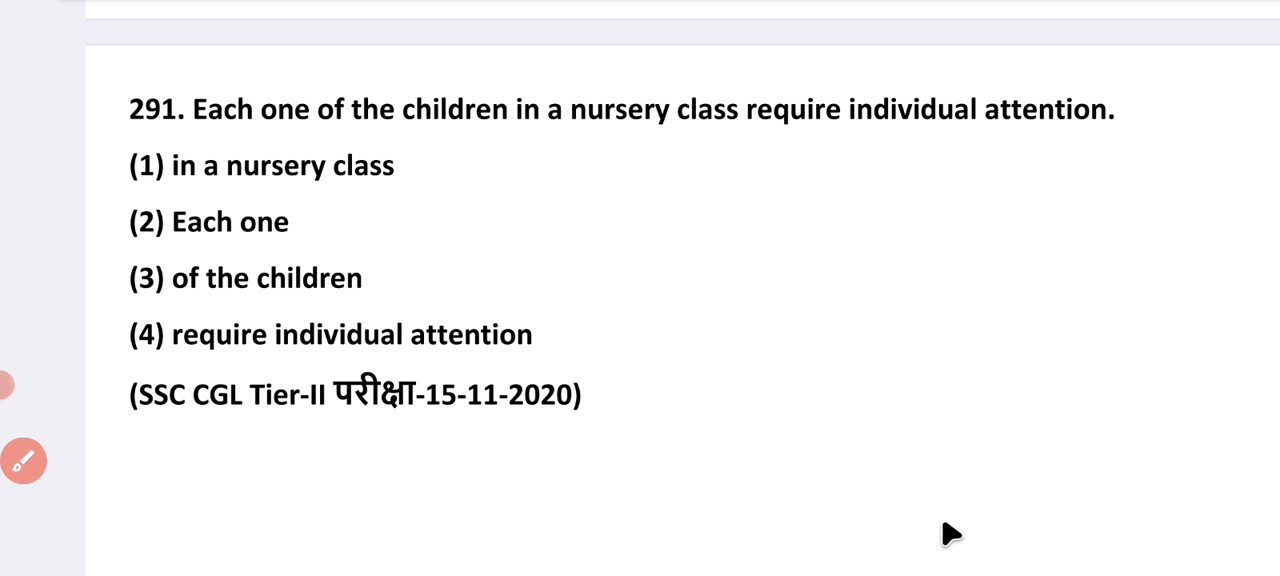 291. Each one of the children in a nursery class require individual attention.
(1) in a nursery class
(2) Each one
(3) of the children
(4) require individual attention
(SSC CGL Tier-II परीक्षा-15-11-2020)